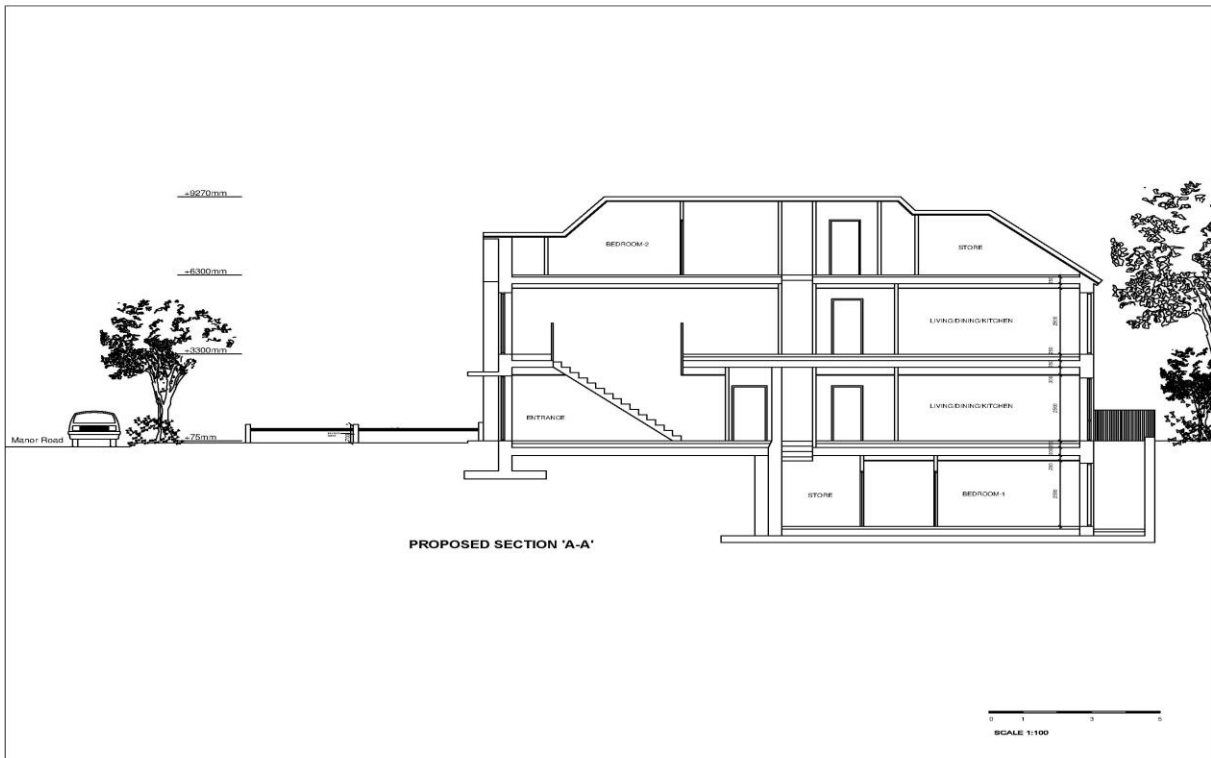 +9270mm
BEDROOM-2
STORE
+6300mm
LIVING/DINING/KITCHEN
+3300mm
ENTRANCE
LIVING/DINING/KITCHEN
Manor Road
+75mm
STORE
BEDROOM-1
PROPOSED SECTION 'A-A'
0 1 3 5
SCALE 1:100